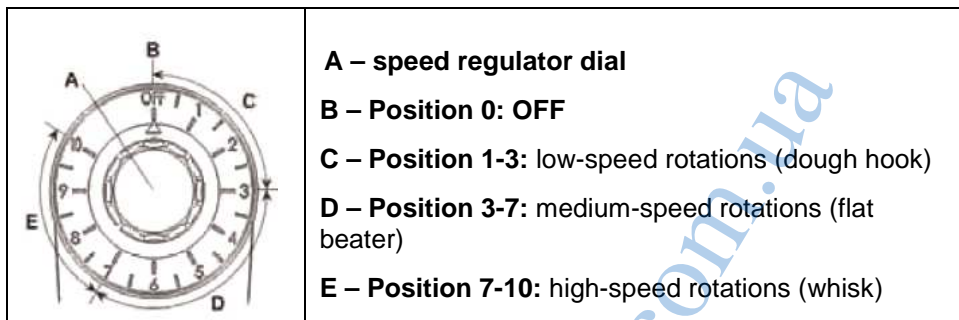 B
A
C
OFF
1
2
3
4
5
6
7
8
9
10
E
D
A – speed regulator dial
B – Position 0: OFF
C – Position 1-3: low-speed rotations (dough hook)
D – Position 3-7: medium-speed rotations (flat
beater)
E – Position 7-10: high-speed rotations (whisk)
com.ua